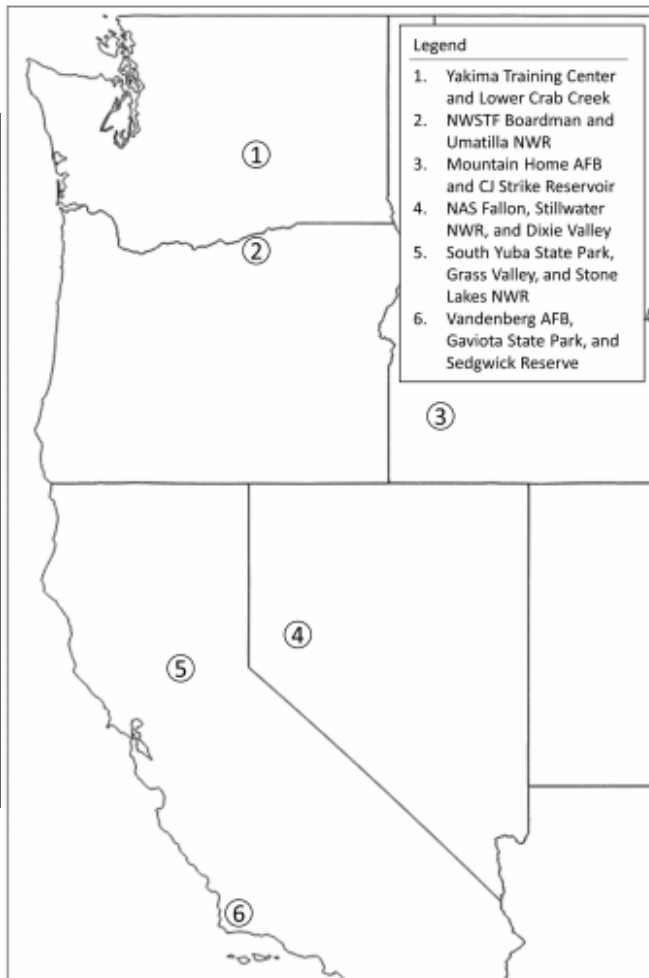 Legend
1. Yakima Training Center
and Lower Crab Creek
2. NWSTF Boardman and
Umatilla NWR
3. Mountain Home AFB
and CJ Strike Reservoir
4. NAS Fallon, Stillwater
NWR, and Dixie Valley
5. South Yuba State Park,
Grass Valley, and Stone
Lakes NWR
6. Vandenberg AFB,
Gaviota State Park, and
Sedgwick Reserve
1
2
3
4
5
6